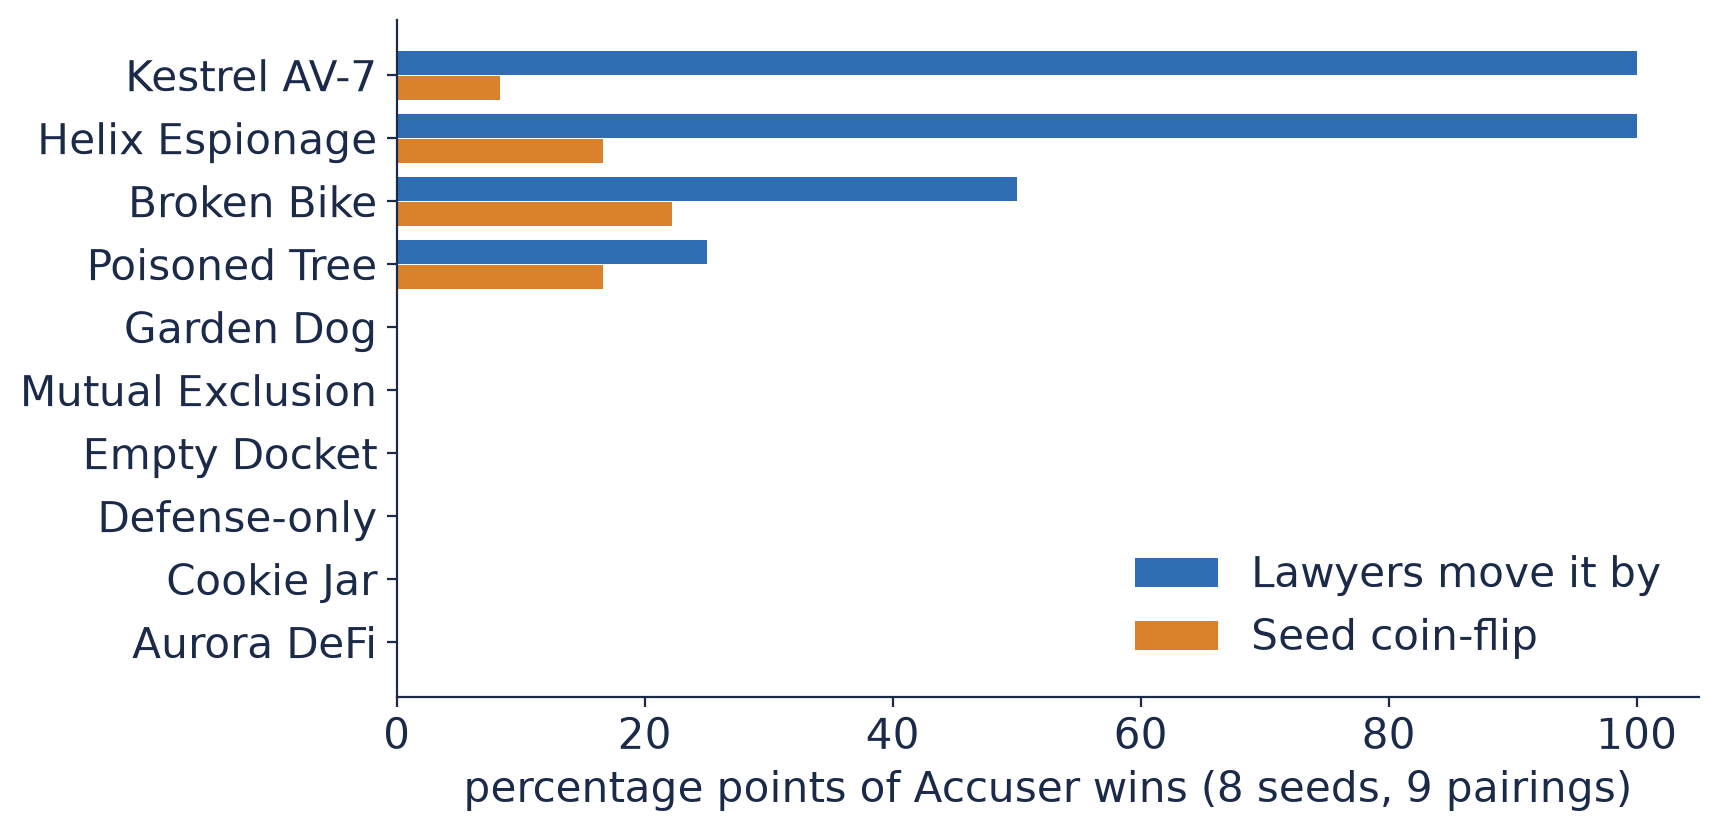 Kestrel AV-7
Helix Espionage
Broken Bike
Poisoned Tree
Garden Dog
Mutual Exclusion
Empty Docket
Defense-only
Cookie Jar
Aurora DeFi
Lawyers move it by
Seed coin-flip
0 20 40 60 80 100
percentage points of Accuser wins (8 seeds, 9 pairings)